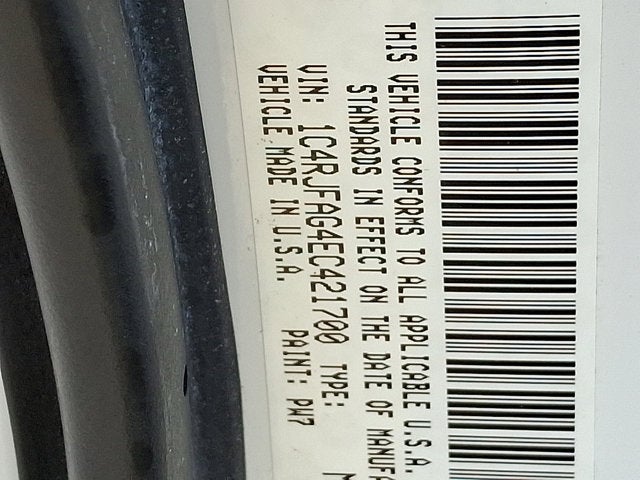 THIS VEHICLE CONFORMS TO ALL APPLICABLE U.S.A.
STANDARDS IN EFFECT ON THE DATE OF MANUFA
VIN: 1C4RJFAG4EC421700 TYPE: M
VEHICLE MADE IN U.S.A. PAINT: PW7